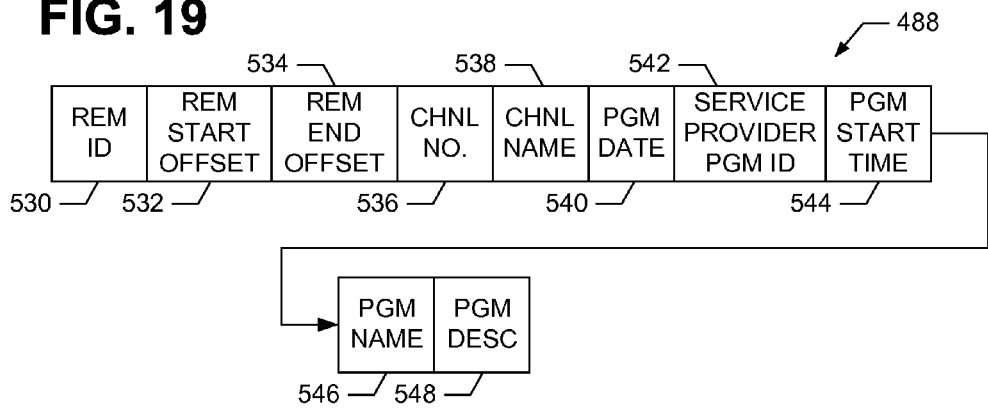 FIG. 19
488
534
538
542
REM
ID
REM
START
OFFSET
REM
END
OFFSET
CHNL
NO.
CHNL
NAME
PGM
DATE
SERVICE
PROVIDER
PGM ID
PGM
START
TIME
530
532
536
540
544
PGM
NAME
PGM
DESC
546
548